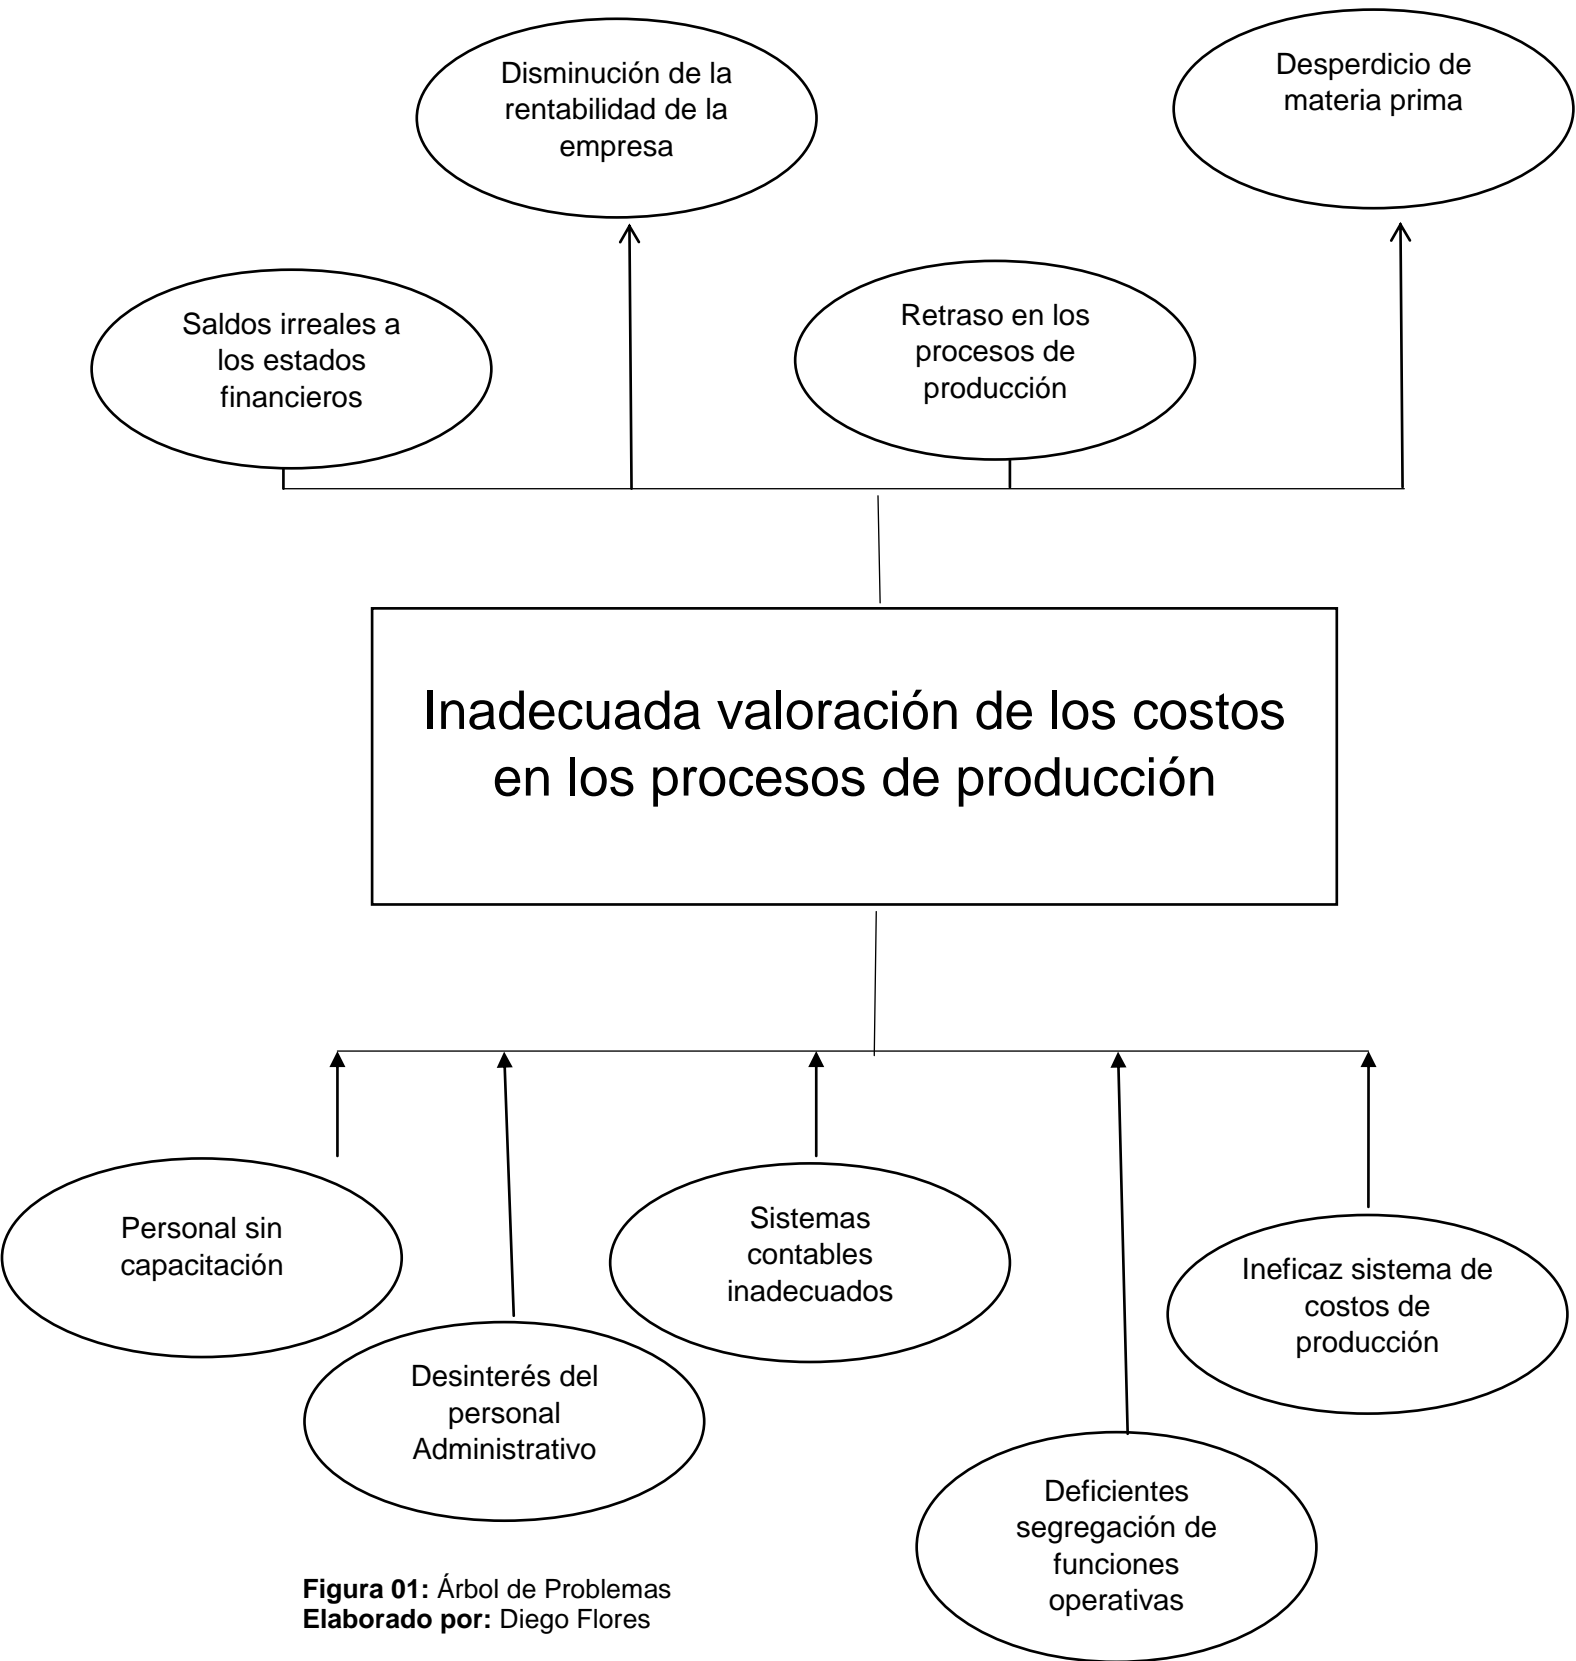 Disminución de la
rentabilidad de la
empresa
Desperdicio de
materia prima
Saldos irreales a
los estados
financieros
Retraso en los
procesos de
producción
Inadecuada valoración de los costos
en los procesos de producción
Personal sin
capacitación
Desinterés del
personal
Administrativo
Sistemas
contables
inadecuados
Deficientes
segregación de
funciones
operativas
Ineficaz sistema de
costos de
producción
Figura 01: Árbol de Problemas
Elaborado por: Diego Flores